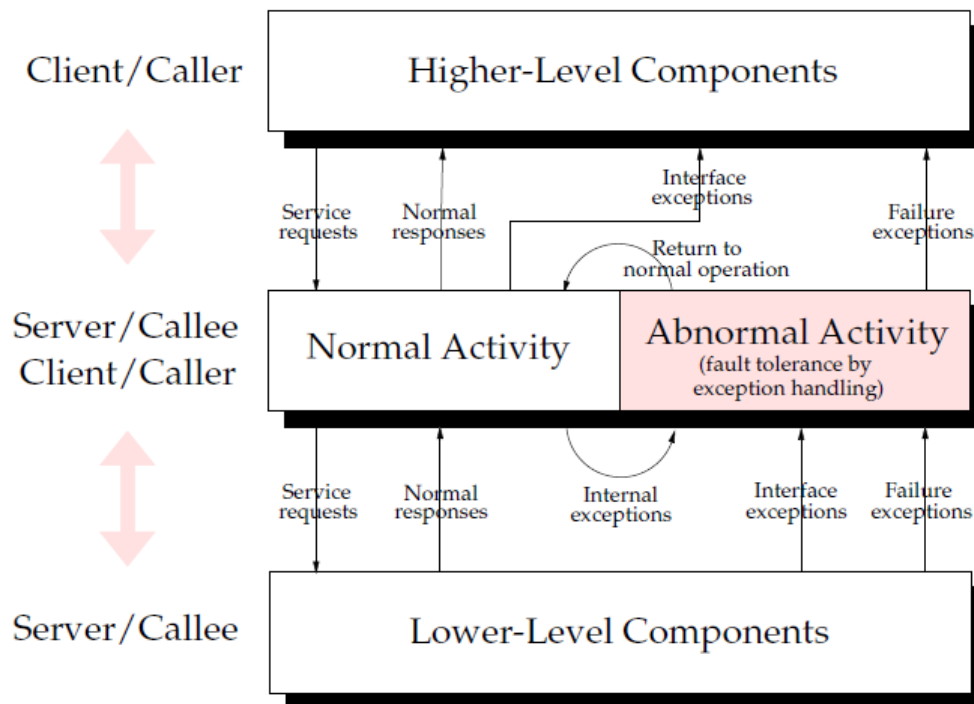 Client/Caller
Higher-Level Components
Service
requests
Normal
responses
Interface
exceptions
Failure
exceptions
Return to
normal operation
Server/Callee
Client/Caller
Normal Activity
Abnormal Activity
(fault tolerance by
exception handling)
Service
requests
Normal
responses
Internal
exceptions
Interface
exceptions
Failure
exceptions
Server/Callee
Lower-Level Components